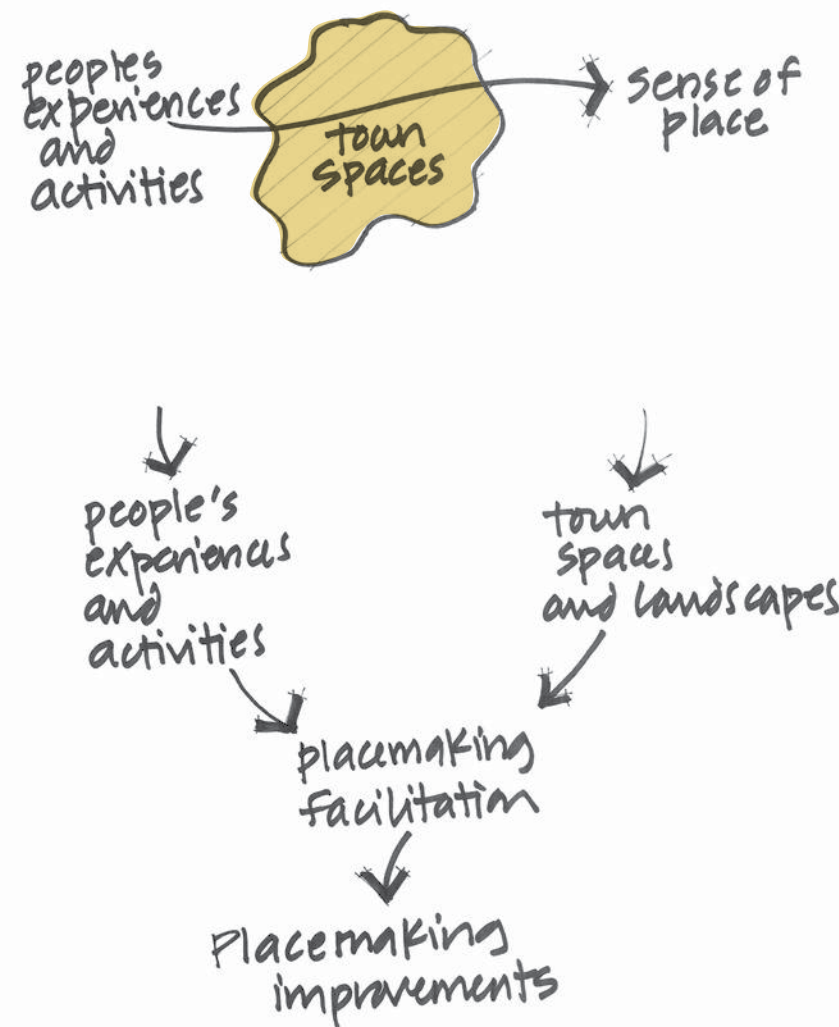 peoples
experiences
and
activities
town
spaces
sense of
place
people's
experiences
and
activities
town
spaces
and landscapes
placemaking
facilitation
Placemaking
improvements